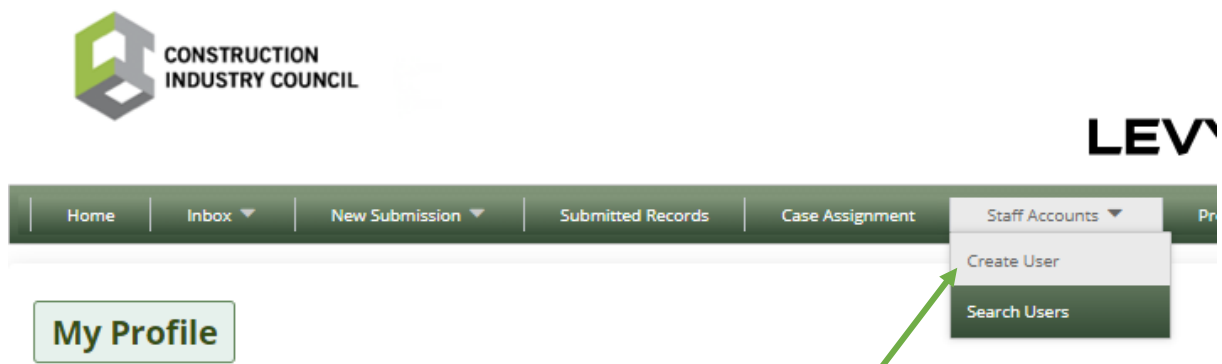 CONSTRUCTION
INDUSTRY COUNCIL
LEVY
Home Inbox New Submission Submitted Records Case Assignment Staff Accounts
Create User
Search Users
My Profile